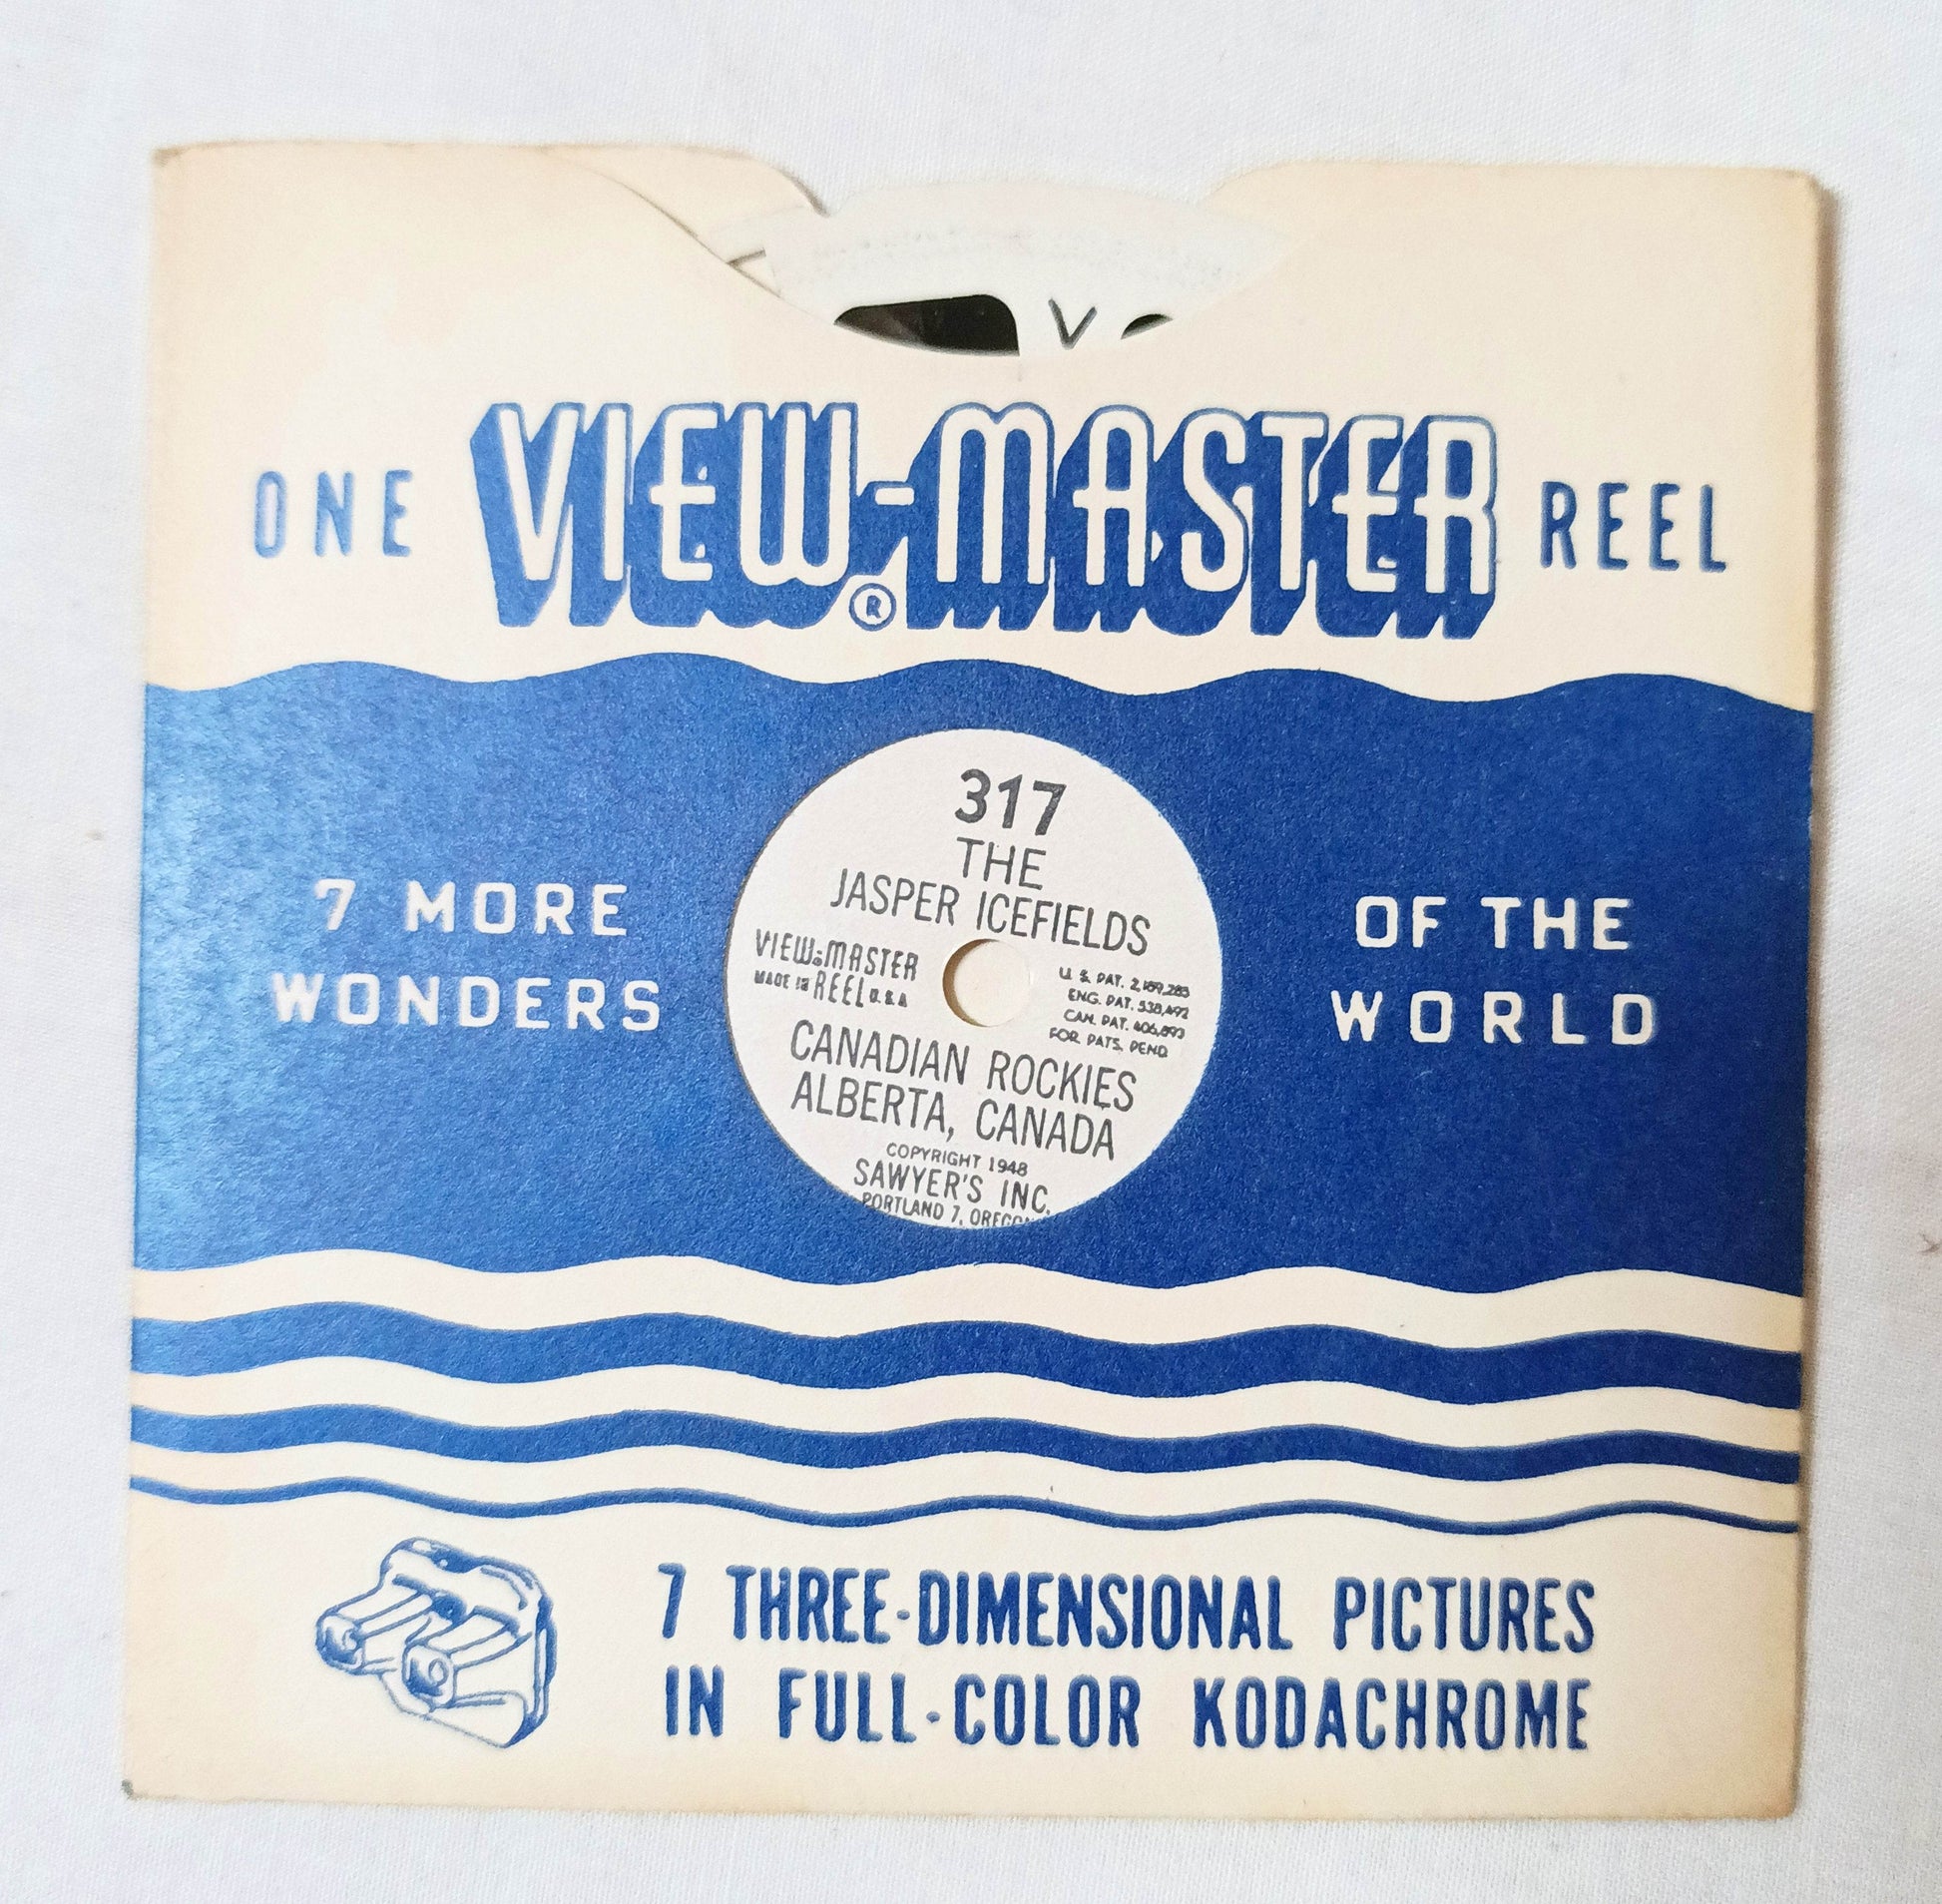 V
ONE VIEW-MASTER® REEL
7 MORE
WONDERS
317
THE
JASPER ICEFIELDS
VIEW-MASTER
MADE IN REEL U.S.A.
U. S. PAT. 2,189,285
ENG. PAT. 538,492
CAN. PAT. 406,893
FOR. PATS. PEND.
CANADIAN ROCKIES
ALBERTA, CANADA
COPYRIGHT 1948
SAWYER'S INC.
PORTLAND 7, OREGON
OF THE
WORLD
7 THREE-DIMENSIONAL PICTURES
IN FULL-COLOR KODACHROME